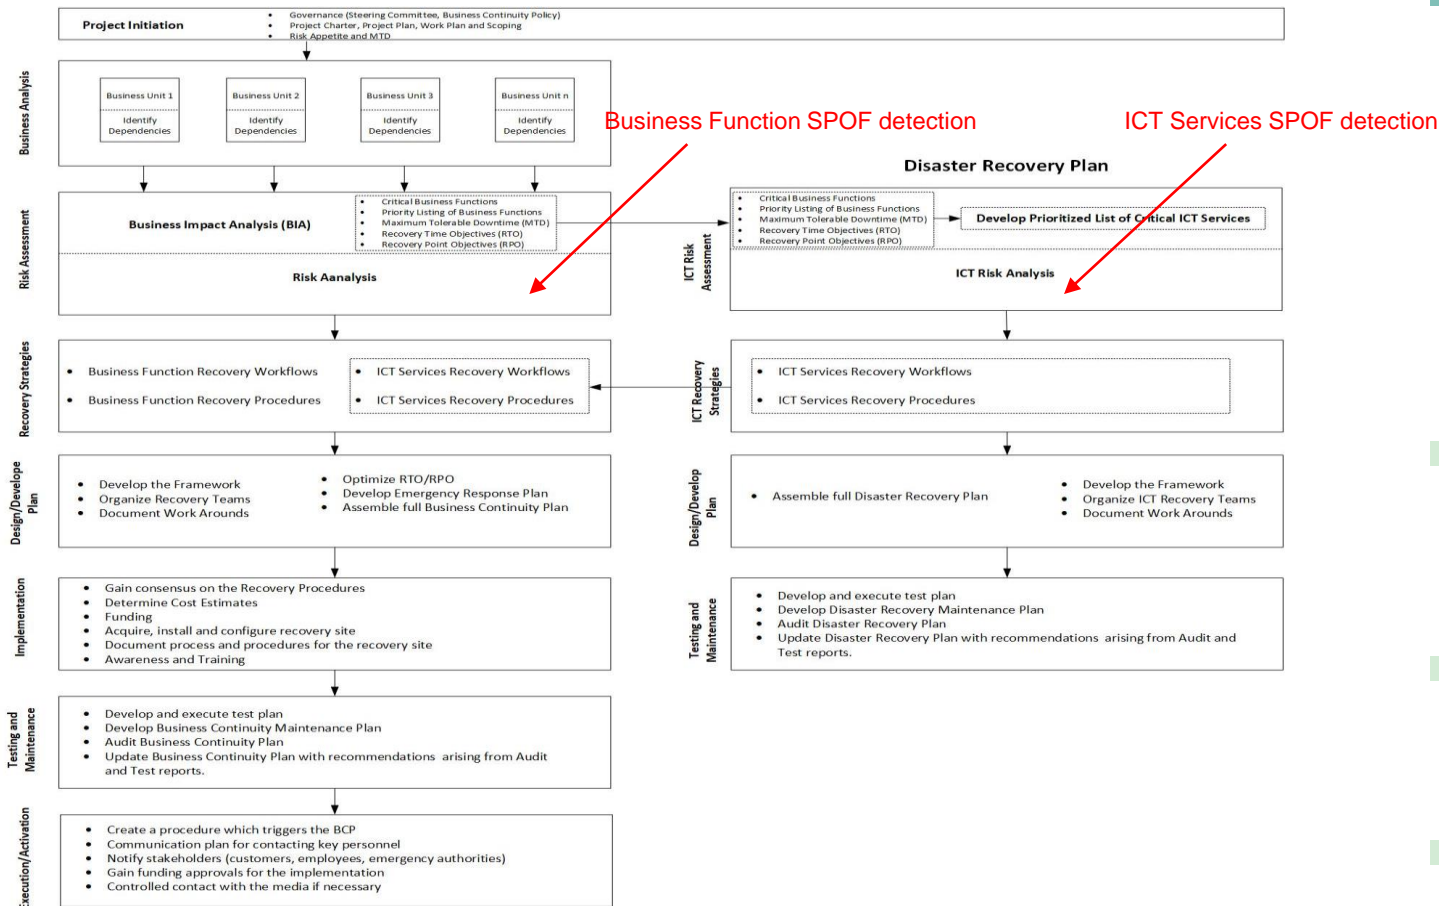 Project Initiation
• Governance (Steering Committee, Business Continuity Policy)
• Project Charter, Project Plan, Work Plan and Scoping
• Risk Appetite and MTD
Business Analysis
Business Unit 1
Identify
Dependencies
Business Unit 2
Identify
Dependencies
Business Unit 3
Identify
Dependencies
Business Unit n
Identify
Dependencies
Business Function SPOF detection
ICT Services SPOF detection
Disaster Recovery Plan
Risk Assessment
Business Impact Analysis (BIA)
• Critical Business Functions
• Priority Listing of Business Functions
• Maximum Tolerable Downtime (MTD)
• Recovery Time Objectives (RTO)
• Recovery Point Objectives (RPO)
Risk Aanalysis
ICT Risk
Assessment
• Critical Business Functions
• Priority Listing of Business Functions
• Maximum Tolerable Downtime (MTD)
• Recovery Time Objectives (RTO)
• Recovery Point Objectives (RPO)
Develop Prioritized List of Critical ICT Services
ICT Risk Analysis
Recovery Strategies
• Business Function Recovery Workflows
• Business Function Recovery Procedures
• ICT Services Recovery Workflows
• ICT Services Recovery Procedures
ICT Recovery
Strategies
• ICT Services Recovery Workflows
• ICT Services Recovery Procedures
Design/Develope
Plan
• Develop the Framework
• Organize Recovery Teams
• Document Work Arounds
• Optimize RTO/RPO
• Develop Emergency Response Plan
• Assemble full Business Continuity Plan
Design/Develop
Plan
• Assemble full Disaster Recovery Plan
• Develop the Framework
• Organize ICT Recovery Teams
• Document Work Arounds
Implementation
• Gain consensus on the Recovery Procedures
• Determine Cost Estimates
• Funding
• Acquire, install and configure recovery site
• Document process and procedures for the recovery site
• Awareness and Training
Testing and
Maintenance
• Develop and execute test plan
• Develop Disaster Recovery Maintenance Plan
• Audit Disaster Recovery Plan
• Update Disaster Recovery Plan with recommendations arising from Audit and
Test reports.
Testing and
Maintenance
• Develop and execute test plan
• Develop Business Continuity Maintenance Plan
• Audit Business Continuity Plan
• Update Business Continuity Plan with recommendations arising from Audit
and Test reports.
Execution/Activation
• Create a procedure which triggers the BCP
• Communication plan for contacting key personnel
• Notify stakeholders (customers, employees, emergency authorities)
• Gain funding approvals for the implementation
• Controlled contact with the media if necessary